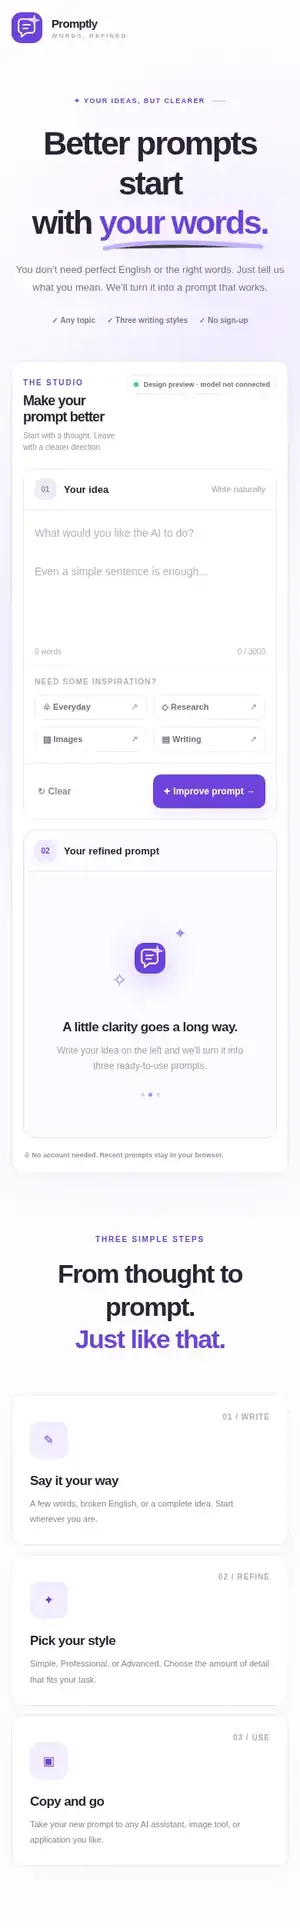 Promptly
WORDS, REFINED.
✦ YOUR IDEAS, BUT CLEARER
Better prompts
start
with your words.
You don't need perfect English or the right words. Just tell us
what you mean. We'll turn it into a prompt that works.
✓ Any topic ✓ Three writing styles ✓ No sign-up
THE STUDIO
Design preview · model not connected
Make your
prompt better
Start with a thought. Leave
with a clearer direction.
01 Your idea Write naturally
What would you like the AI to do?
Even a simple sentence is enough...
0 words 0 / 3000
NEED SOME INSPIRATION?
Everyday ↗ ◇ Research ↗
Images ↗ Writing ↗
↻ Clear ✦ Improve prompt →
02 Your refined prompt
A little clarity goes a long way.
Write your idea on the left and we'll turn it into
three ready-to-use prompts.
No account needed. Recent prompts stay in your browser.
THREE SIMPLE STEPS
From thought to
prompt.
Just like that.
01 / WRITE
Say it your way
A few words, broken English, or a complete idea. Start
wherever you are.
02 / REFINE
Pick your style
Simple, Professional, or Advanced. Choose the amount of detail
that fits your task.
03 / USE
Copy and go
Take your new prompt to any AI assistant, image tool, or
application you like.